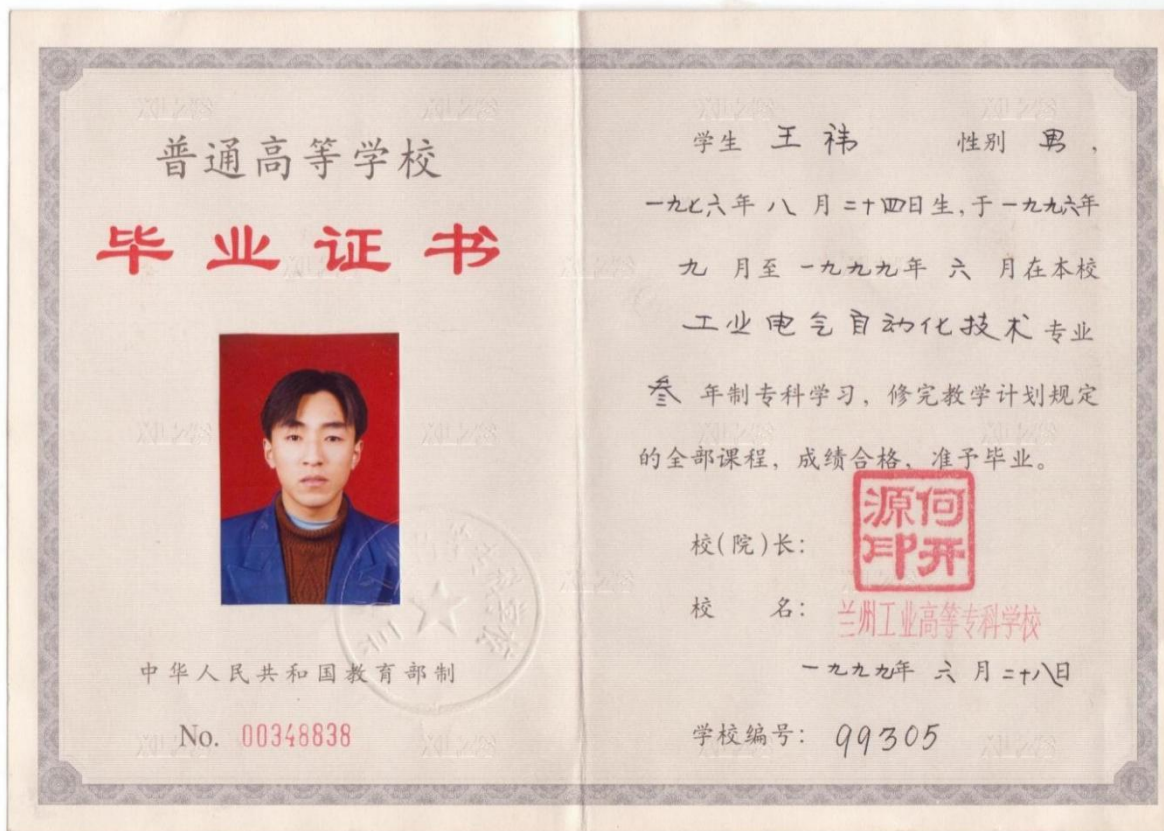 普通高等学校
毕业证书
中华人民共和国教育部制
No. 00348838
学生 王祎 性别 男,
一九七六年八月二十四日生,于一九九六年
九月至一九九九年六月在本校
工业电气自动化技术专业
叁年制专科学习,修完教学计划规定
的全部课程,成绩合格,准予毕业。
校(院)长:
何开源印
校 名: 兰州工业高等专科学校
一九九九年六月二十八日
学校编号: 99305